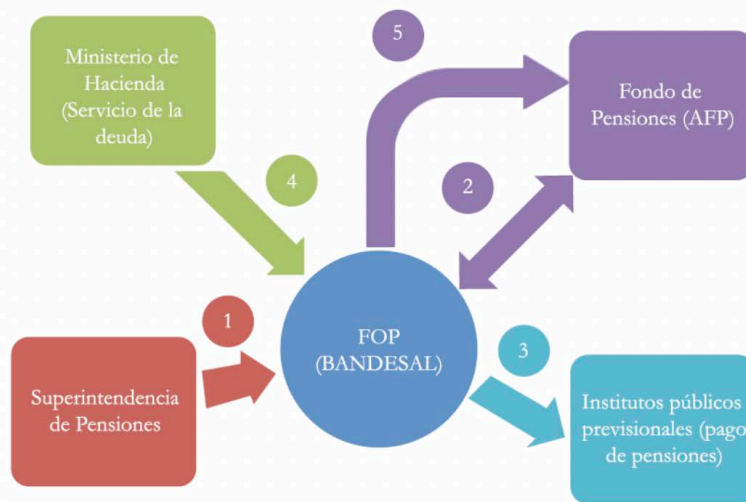 5
Ministerio de
Hacienda
(Servicio de la
deuda)
Fondo de
Pensiones (AFP)
4
2
1
FOP
(BANDESAL)
3
Superintendencia
de Pensiones
Institutos públicos
previsionales (pago
de pensiones)